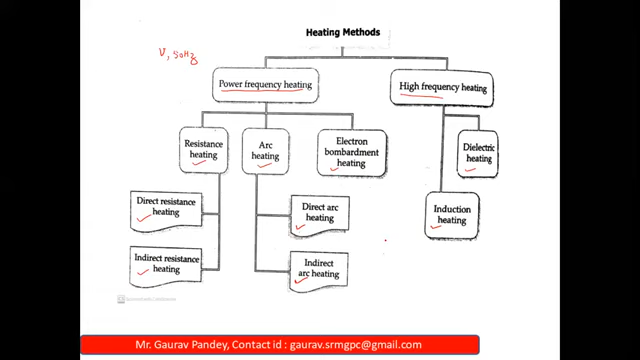 Heating Methods
V, 50Hz
Power frequency heating
High frequency heating
Resistance
heating
Arc
heating
Electron
bombardment
heating
Dielectric
heating
Direct resistance
heating
Direct arc
heating
Induction
heating
Indirect resistance
heating
Indirect
arc heating
Mr. Gaurav Pandey, Contact id : gaurav.srmgpc@gmail.com